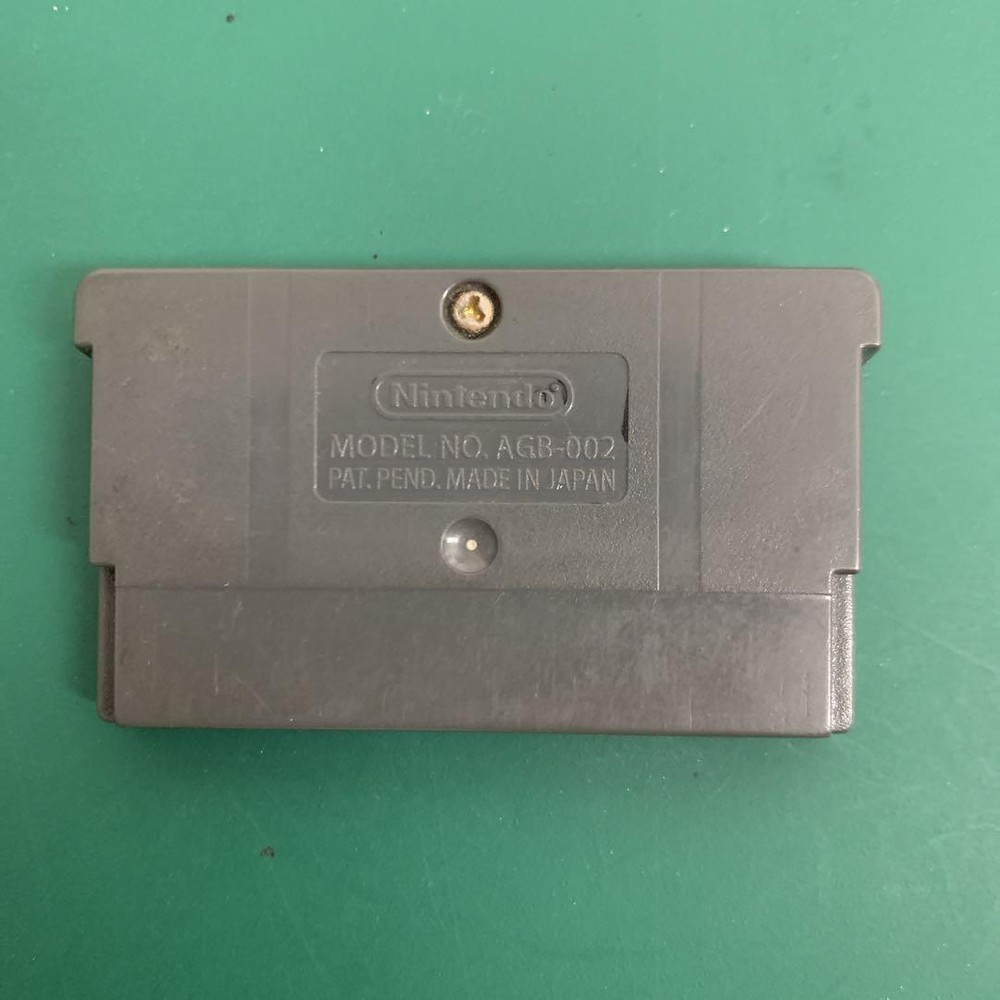 Nintendo®
MODEL NO. AGB-002
PAT. PEND. MADE IN JAPAN